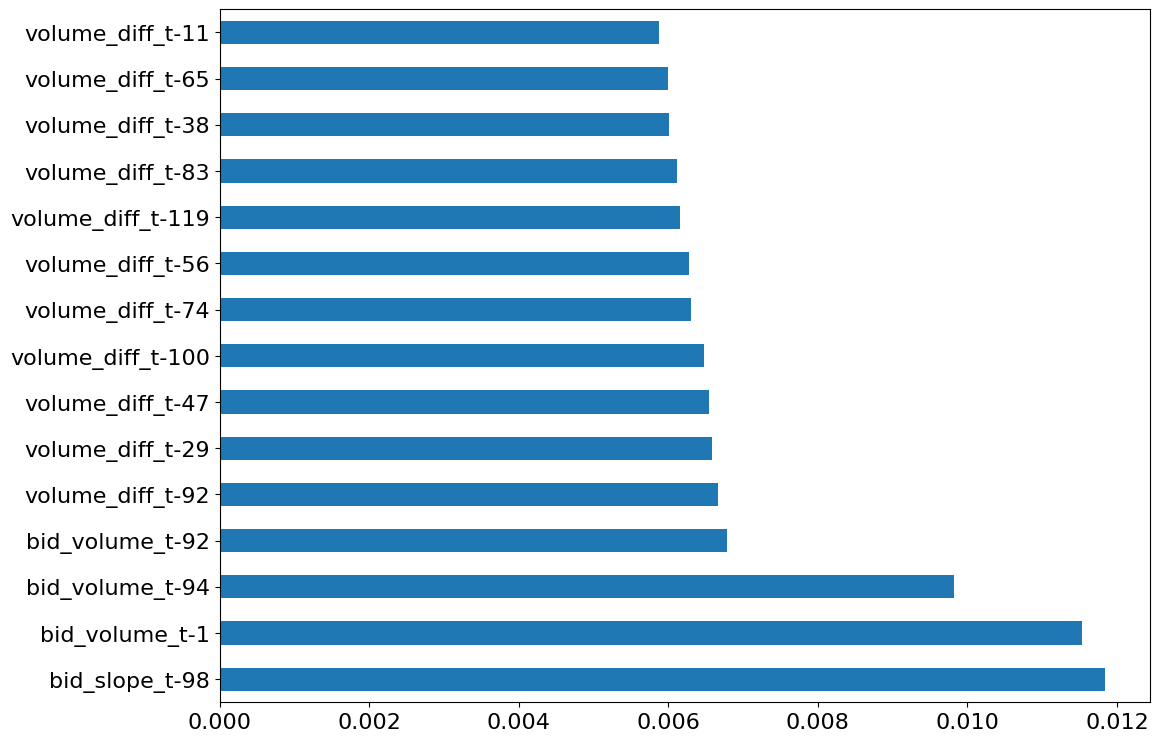 volume_diff_t-11
volume_diff_t-65
volume_diff_t-38
volume_diff_t-83
volume_diff_t-119
volume_diff_t-56
volume_diff_t-74
volume_diff_t-100
volume_diff_t-47
volume_diff_t-29
volume_diff_t-92
bid_volume_t-92
bid_volume_t-94
bid_volume_t-1
bid_slope_t-98
0.000 0.002 0.004 0.006 0.008 0.010 0.012